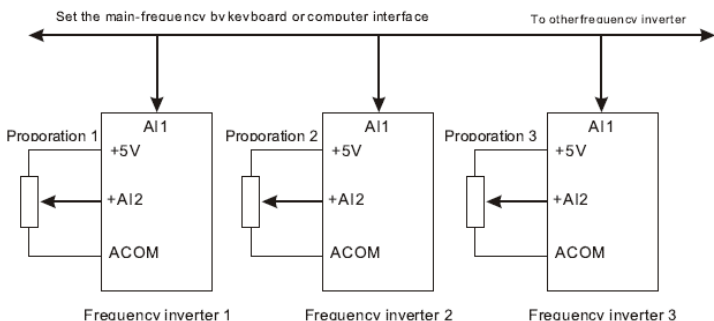 Set the main-frequency by keyboard or computer interface
To other frequency inverter
AI1
AI1
AI1
Proporation 1
+5V
Proporation 2
+5V
Proporation 3
+5V
+AI2
+AI2
+AI2
ACOM
ACOM
ACOM
Frequency inverter 1
Frequency inverter 2
Frequency inverter 3